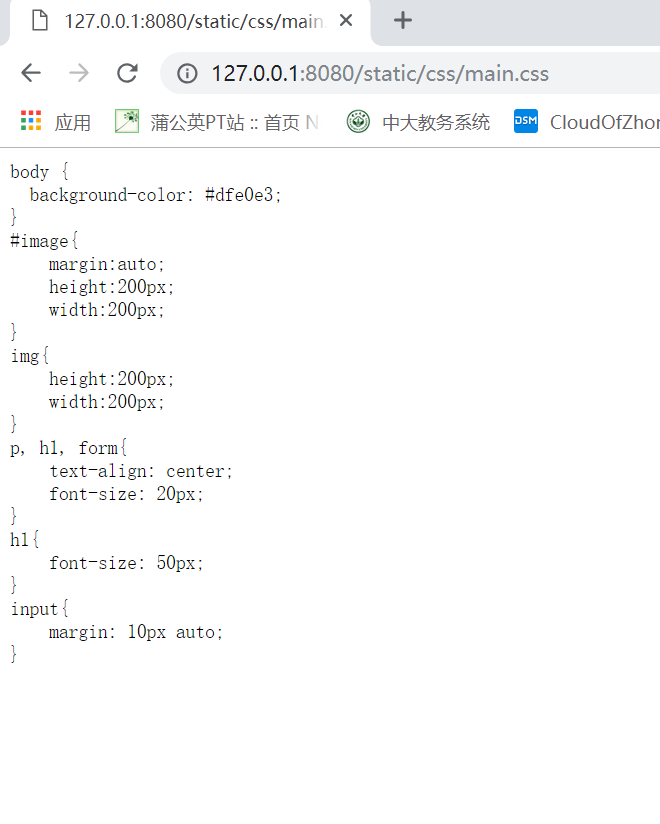 127.0.0.1:8080/static/css/main.
127.0.0.1:8080/static/css/main.css
应用 蒲公英PT站 :: 首页 N 中大教务系统 DSM CloudOfZhon
body {
  background-color: #dfe0e3;
}
#image{
    margin:auto;
    height:200px;
    width:200px;
}
img{
    height:200px;
    width:200px;
}
p, h1, form{
    text-align: center;
    font-size: 20px;
}
h1{
    font-size: 50px;
}
input{
    margin: 10px auto;
}